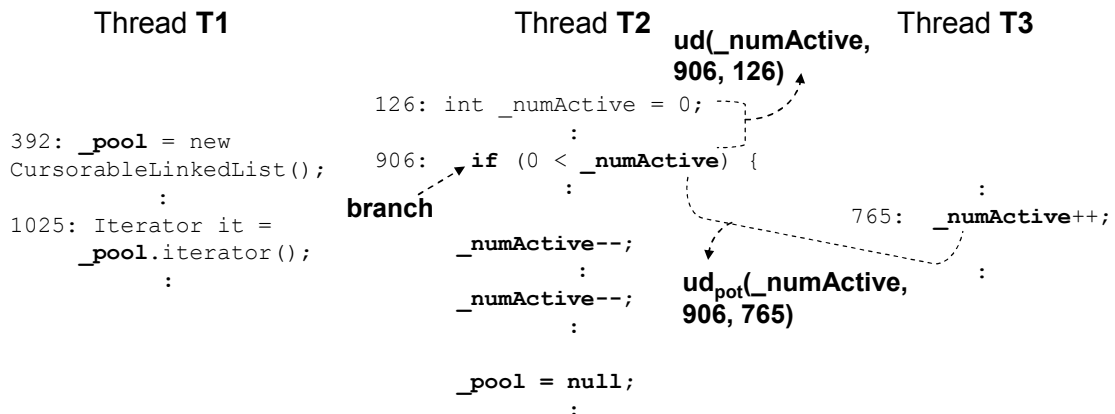 Thread T1
Thread T2
Thread T3
ud(_numActive,
906, 126)
126: int _numActive = 0;
:
392: _pool = new
CursorableLinkedList();
:
1025: Iterator it =
_pool.iterator();
:
906: if (0 < _numActive) {
:
branch
_numActive--;
:
_numActive--;
:
_pool = null;
:
:
765: _numActive++;
:
udpot(_numActive,
906, 765)